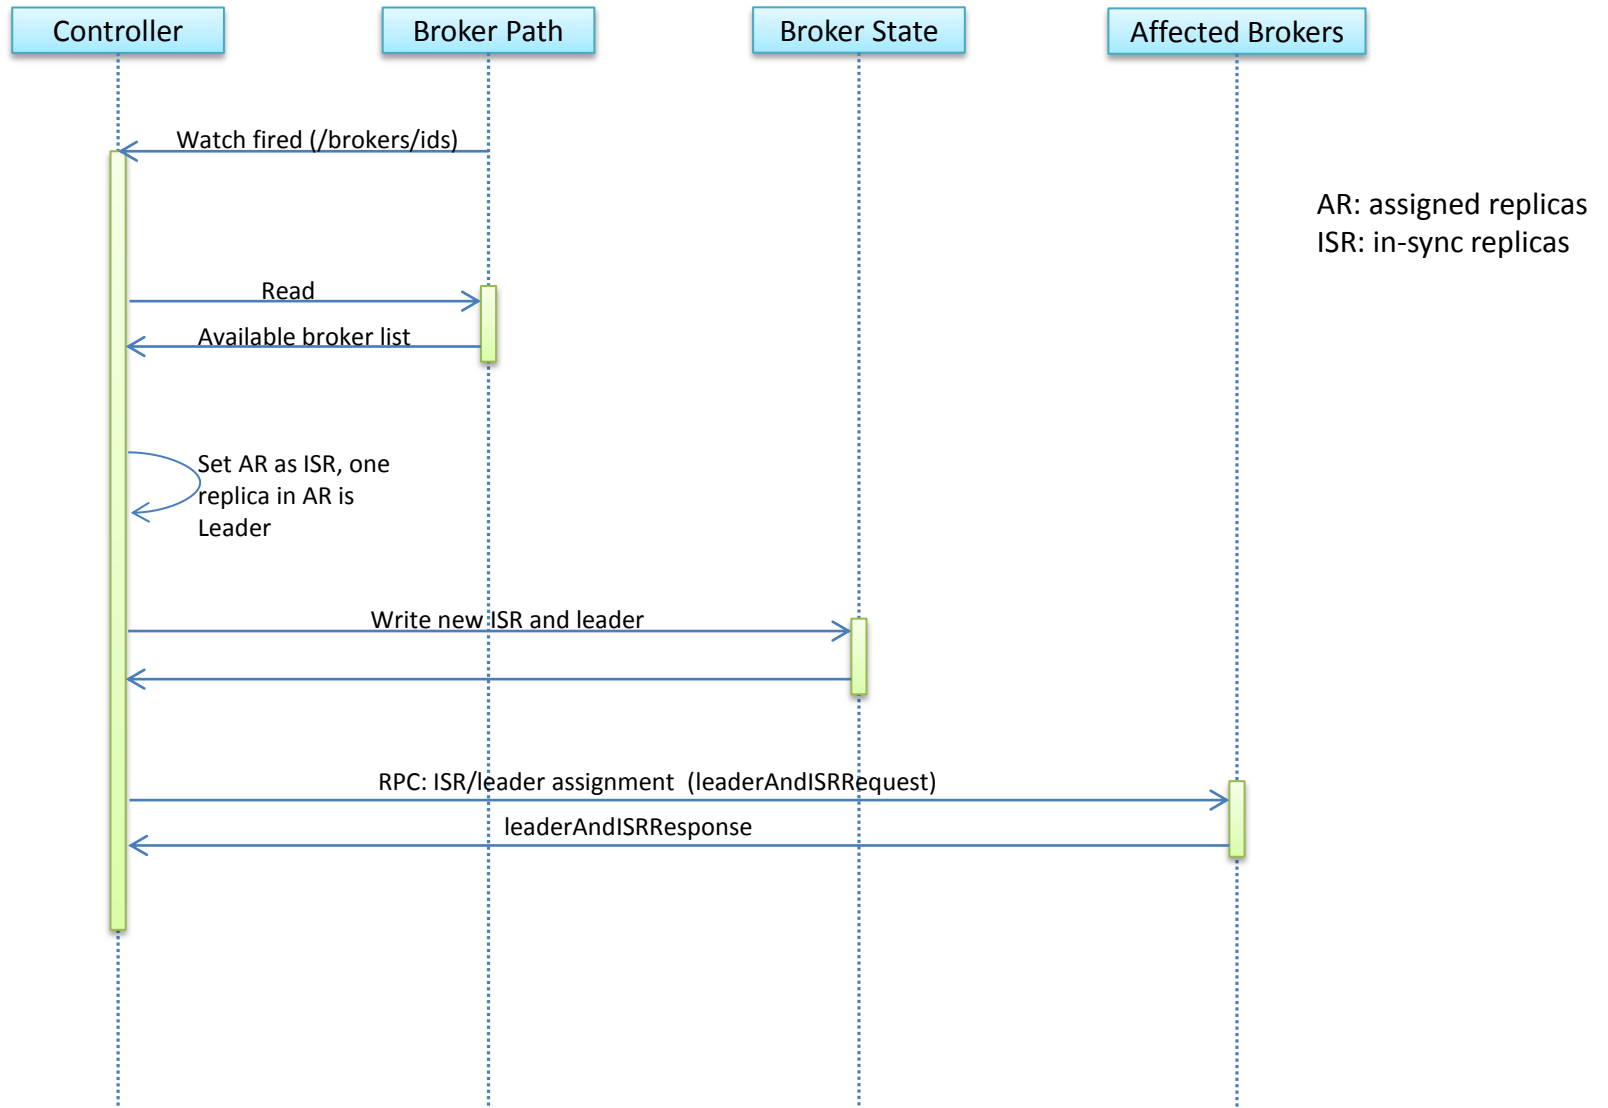 Controller
Broker Path
Broker State
Affected Brokers
Watch fired (/brokers/ids)
AR: assigned replicas
ISR: in-sync replicas
Read
Available broker list
Set AR as ISR, one
replica in AR is
Leader
Write new ISR and leader
RPC: ISR/leader assignment  (leaderAndISRRequest)
leaderAndISRResponse